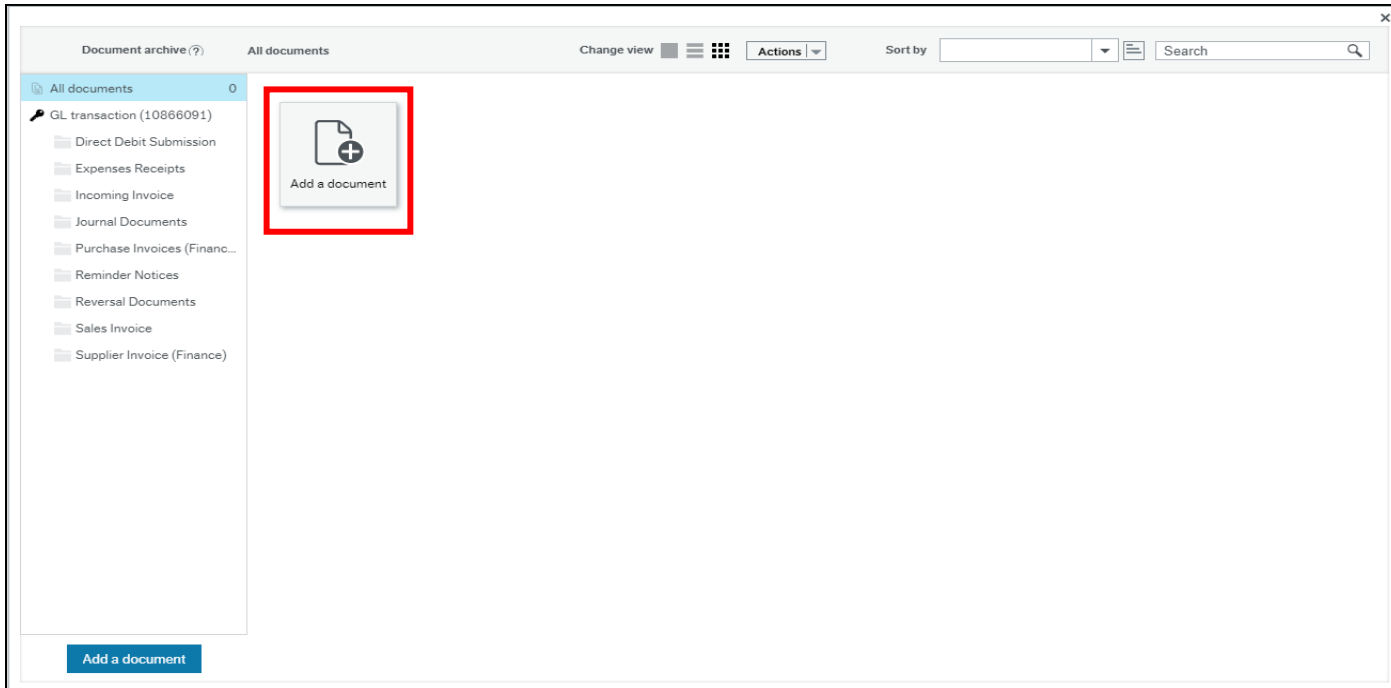 ×
Document archive (?) All documents Change view Actions Sort by Search
All documents 0
GL transaction (10866091)
Direct Debit Submission
Expenses Receipts
Incoming Invoice
Journal Documents
Purchase Invoices (Financ...
Reminder Notices
Reversal Documents
Sales Invoice
Supplier Invoice (Finance)
Add a document
Add a document